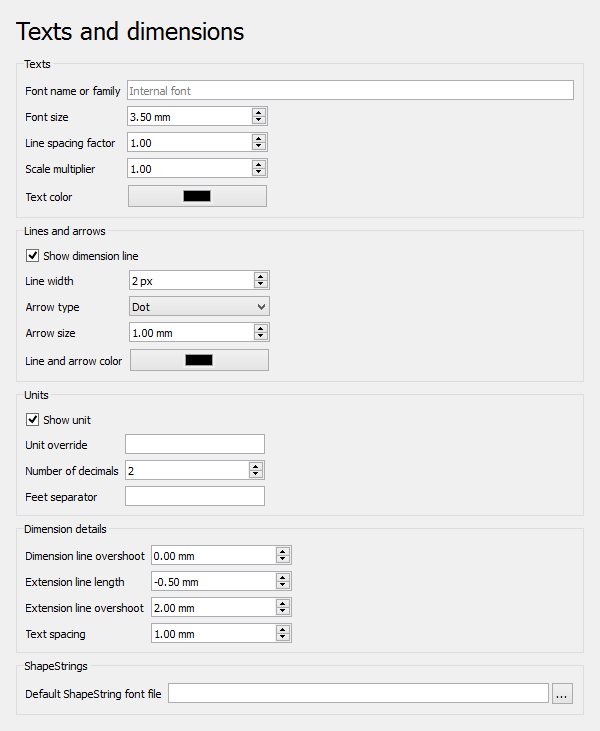 Texts and dimensions
Texts
Font name or family Internal font
Font size 3.50 mm
Line spacing factor 1.00
Scale multiplier 1.00
Text color
Lines and arrows
Show dimension line
Line width 2 px
Arrow type Dot
Arrow size 1.00 mm
Line and arrow color
Units
Show unit
Unit override
Number of decimals 2
Feet separator
Dimension details
Dimension line overshoot 0.00 mm
Extension line length -0.50 mm
Extension line overshoot 2.00 mm
Text spacing 1.00 mm
ShapeStrings
Default ShapeString font file ...